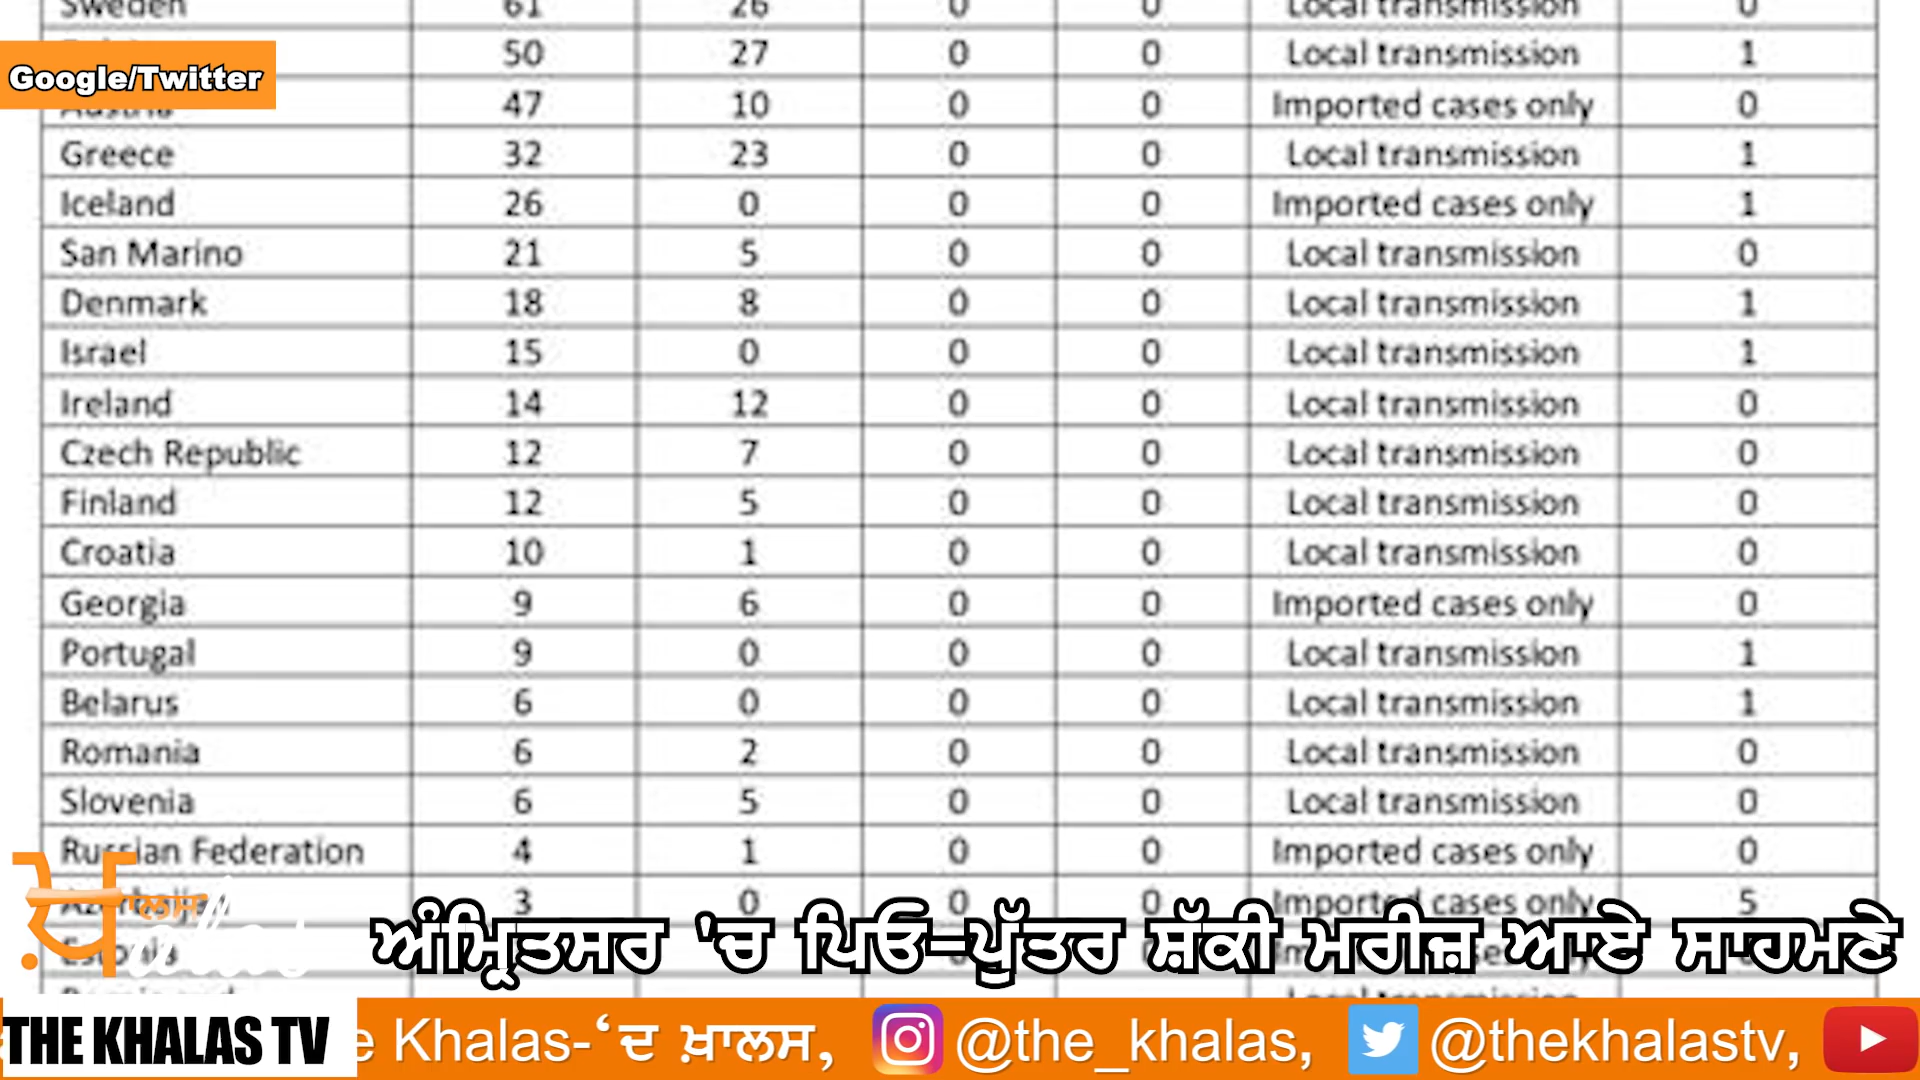 Sweden 61 26 0 0 Local transmission 0
Google/Twitter
50 27 0 0 Local transmission 1
Austria 47 10 0 0 Imported cases only 0
Greece 32 23 0 0 Local transmission 1
Iceland 26 0 0 0 Imported cases only 1
San Marino 21 5 0 0 Local transmission 0
Denmark 18 8 0 0 Local transmission 1
Israel 15 0 0 0 Local transmission 1
Ireland 14 12 0 0 Local transmission 0
Czech Republic 12 7 0 0 Local transmission 0
Finland 12 5 0 0 Local transmission 0
Croatia 10 1 0 0 Local transmission 0
Georgia 9 6 0 0 Imported cases only 0
Portugal 9 0 0 0 Local transmission 1
Belarus 6 0 0 0 Local transmission 1
Romania 6 2 0 0 Local transmission 0
Slovenia 6 5 0 0 Local transmission 0
Russian Federation 4 1 0 0 Imported cases only 0
3 0 0 0 Imported cases only 5
ਅੰਮ੍ਰਿਤਸਰ 'ਚ ਪਿਓ-ਪੁੱਤਰ ਸ਼ੱਕੀ ਮਰੀਜ਼ ਆਏ ਸਾਹਮਣੇ
THE KHALAS TV
e Khalas-‘ਦ ਖ਼ਾਲਸ, @the_khalas, @thekhalastv,